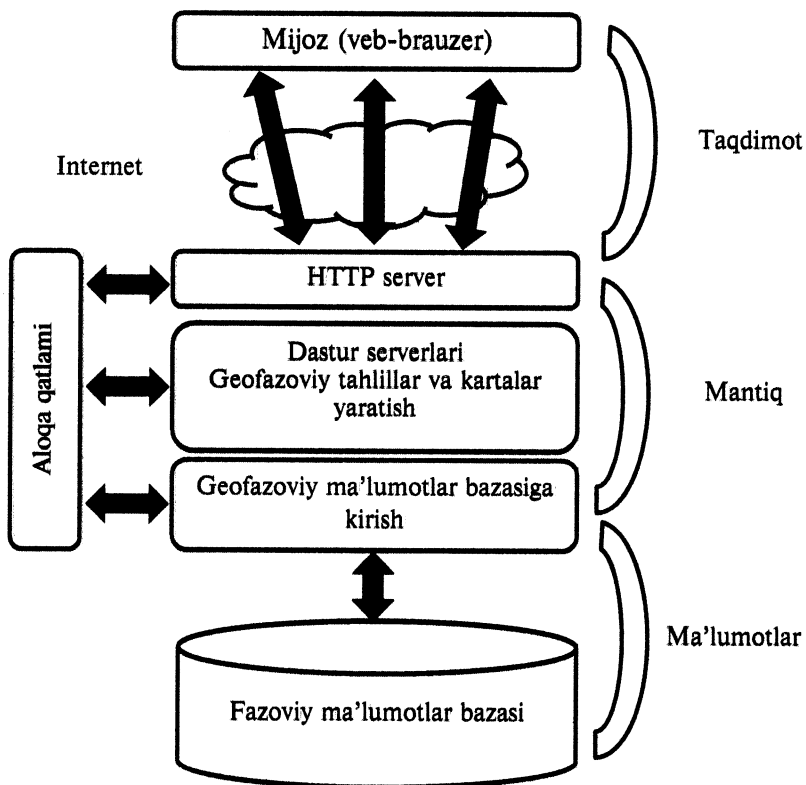 Mijoz (veb-brauzer)
Internet
Taqdimot
HTTP server
Aloqa qatlami
Dastur serverlari
Geofazoviy tahlillar va kartalar
yaratish
Mantiq
Geofazoviy ma’lumotlar bazasiga
kirish
Ma’lumotlar
Fazoviy ma’lumotlar bazasi